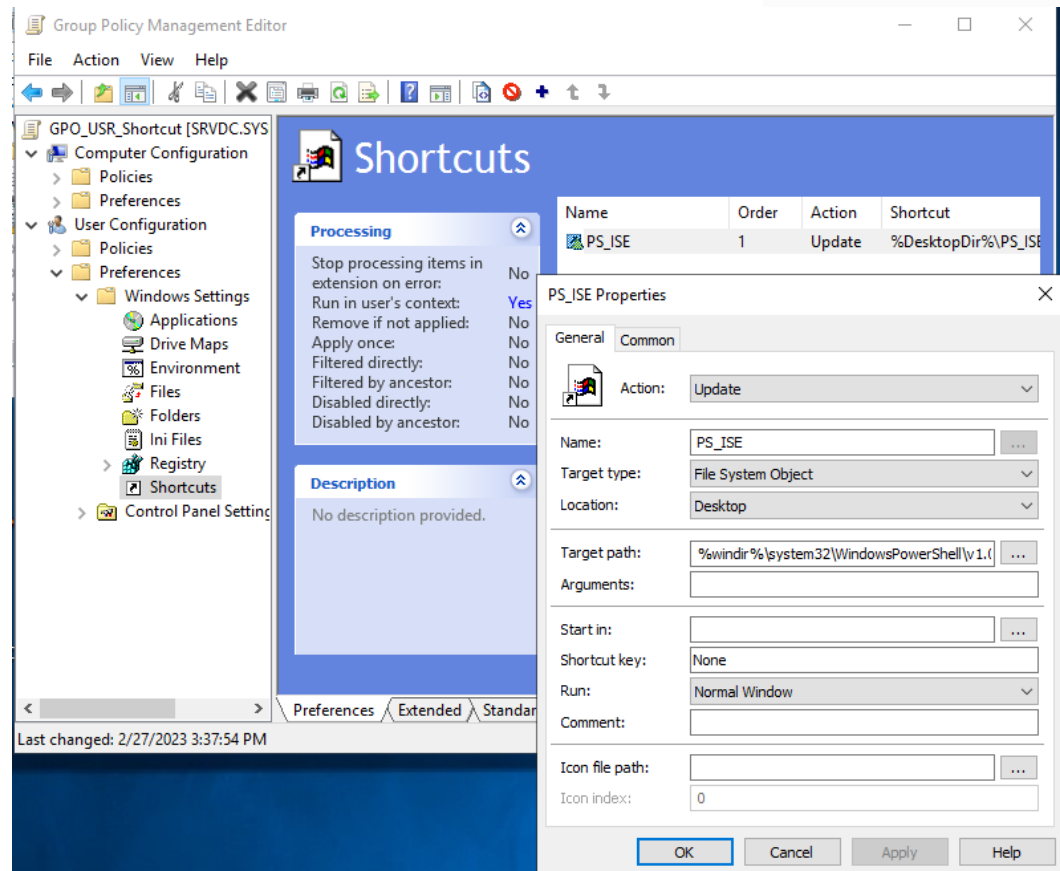 Group Policy Management Editor
File Action View Help
GPO_USR_Shortcut [SRVDC.SYS
Computer Configuration
Policies
Preferences
User Configuration
Policies
Preferences
Windows Settings
Applications
Drive Maps
Environment
Files
Folders
Ini Files
Registry
Shortcuts
Control Panel Setting
Shortcuts
Processing
Stop processing items in
extension on error: No
Run in user's context: Yes
Remove if not applied: No
Apply once: No
Filtered directly: No
Filtered by ancestor: No
Disabled directly: No
Disabled by ancestor: No
Description
No description provided.
Name Order Action Shortcut
PS_ISE 1 Update %DesktopDir%\PS_ISE
Preferences Extended Standar
Last changed: 2/27/2023 3:37:54 PM
PS_ISE Properties
General Common
Action: Update
Name: PS_ISE ...
Target type: File System Object
Location: Desktop
Target path: %windir%\system32\WindowsPowerShell\v1.( ...
Arguments:
Start in: ...
Shortcut key: None
Run: Normal Window
Comment:
Icon file path: ...
Icon index: 0
OK Cancel Apply Help